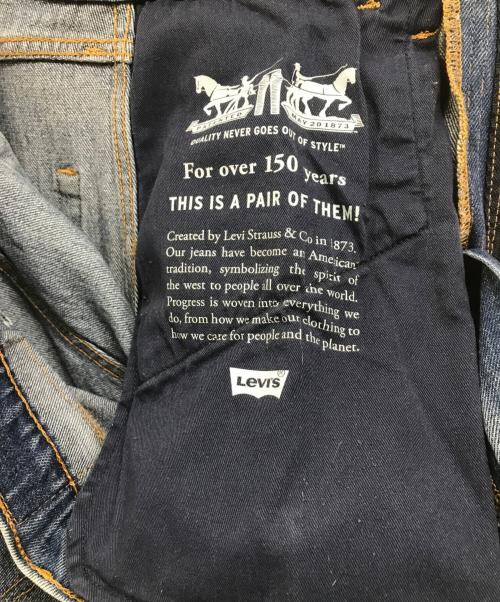 PATENTED
MAY 20 1873
QUALITY NEVER GOES OUT OF STYLE™
For over 150 years
THIS IS A PAIR OF THEM!
Created by Levi Strauss & Co in 1873.
Our jeans have become an American
tradition, symbolizing the spirit of
the west to people all over the world.
Progress is woven into everything we
do, from how we make our clothing to
how we care for people and the planet.
LEVI'S®